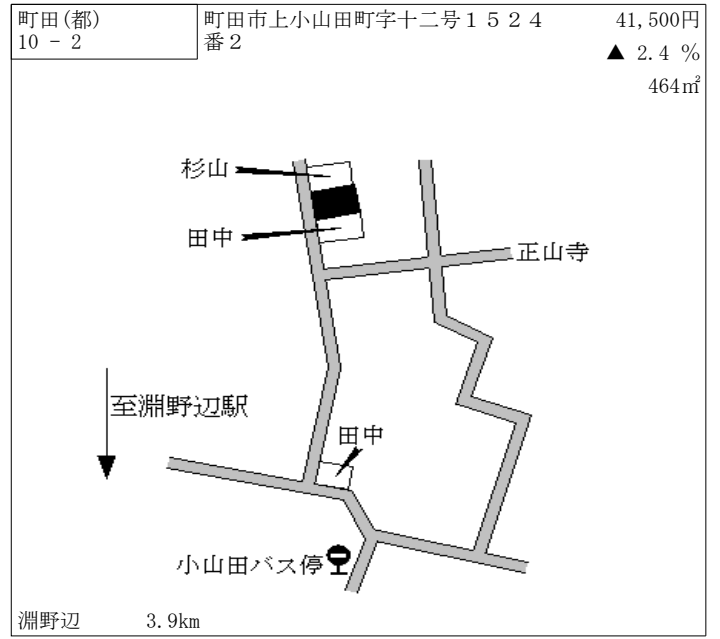 町田(都)
10 - 2
町田市上小山田町字十二号１５２４
番２
41,500円
▲ 2.4 %
464㎡
杉山
田中
正山寺
至淵野辺駅
田中
小山田バス停
淵野辺 3.9km